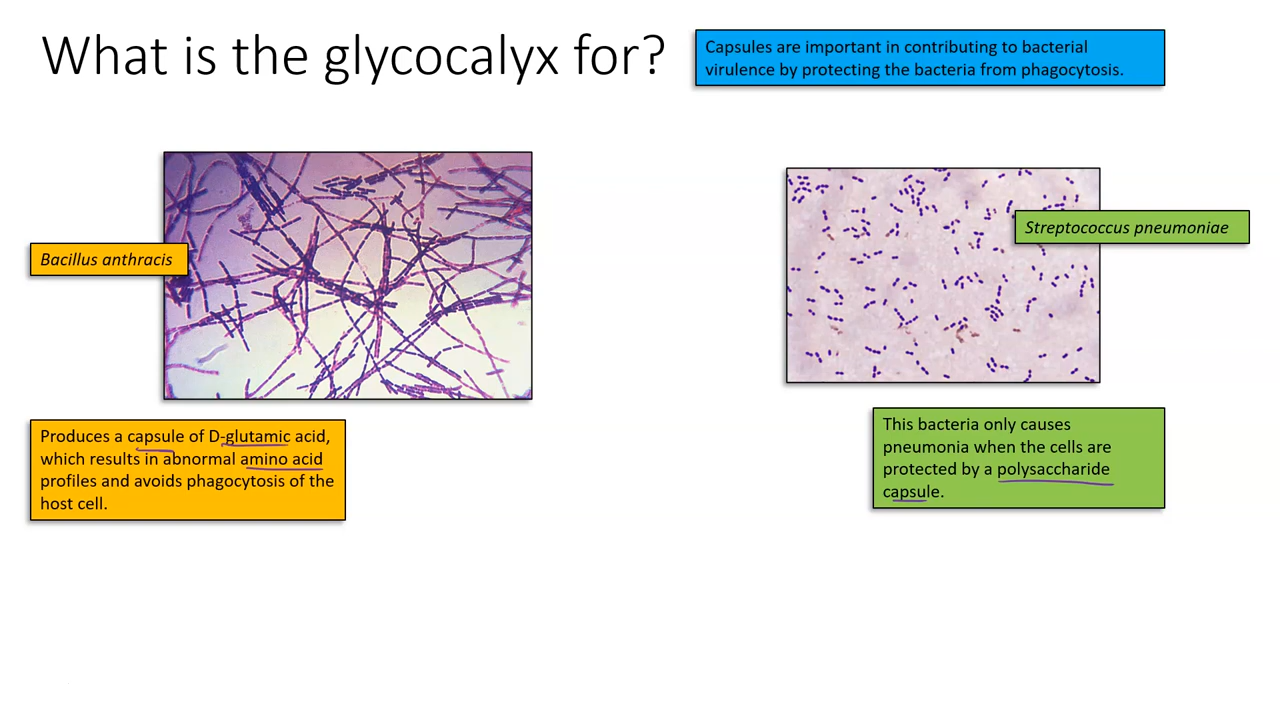 What is the glycocalyx for?
Capsules are important in contributing to bacterial
virulence by protecting the bacteria from phagocytosis.
Bacillus anthracis
Streptococcus pneumoniae
Produces a capsule of D-glutamic acid,
which results in abnormal amino acid
profiles and avoids phagocytosis of the
host cell.
This bacteria only causes
pneumonia when the cells are
protected by a polysaccharide
capsule.